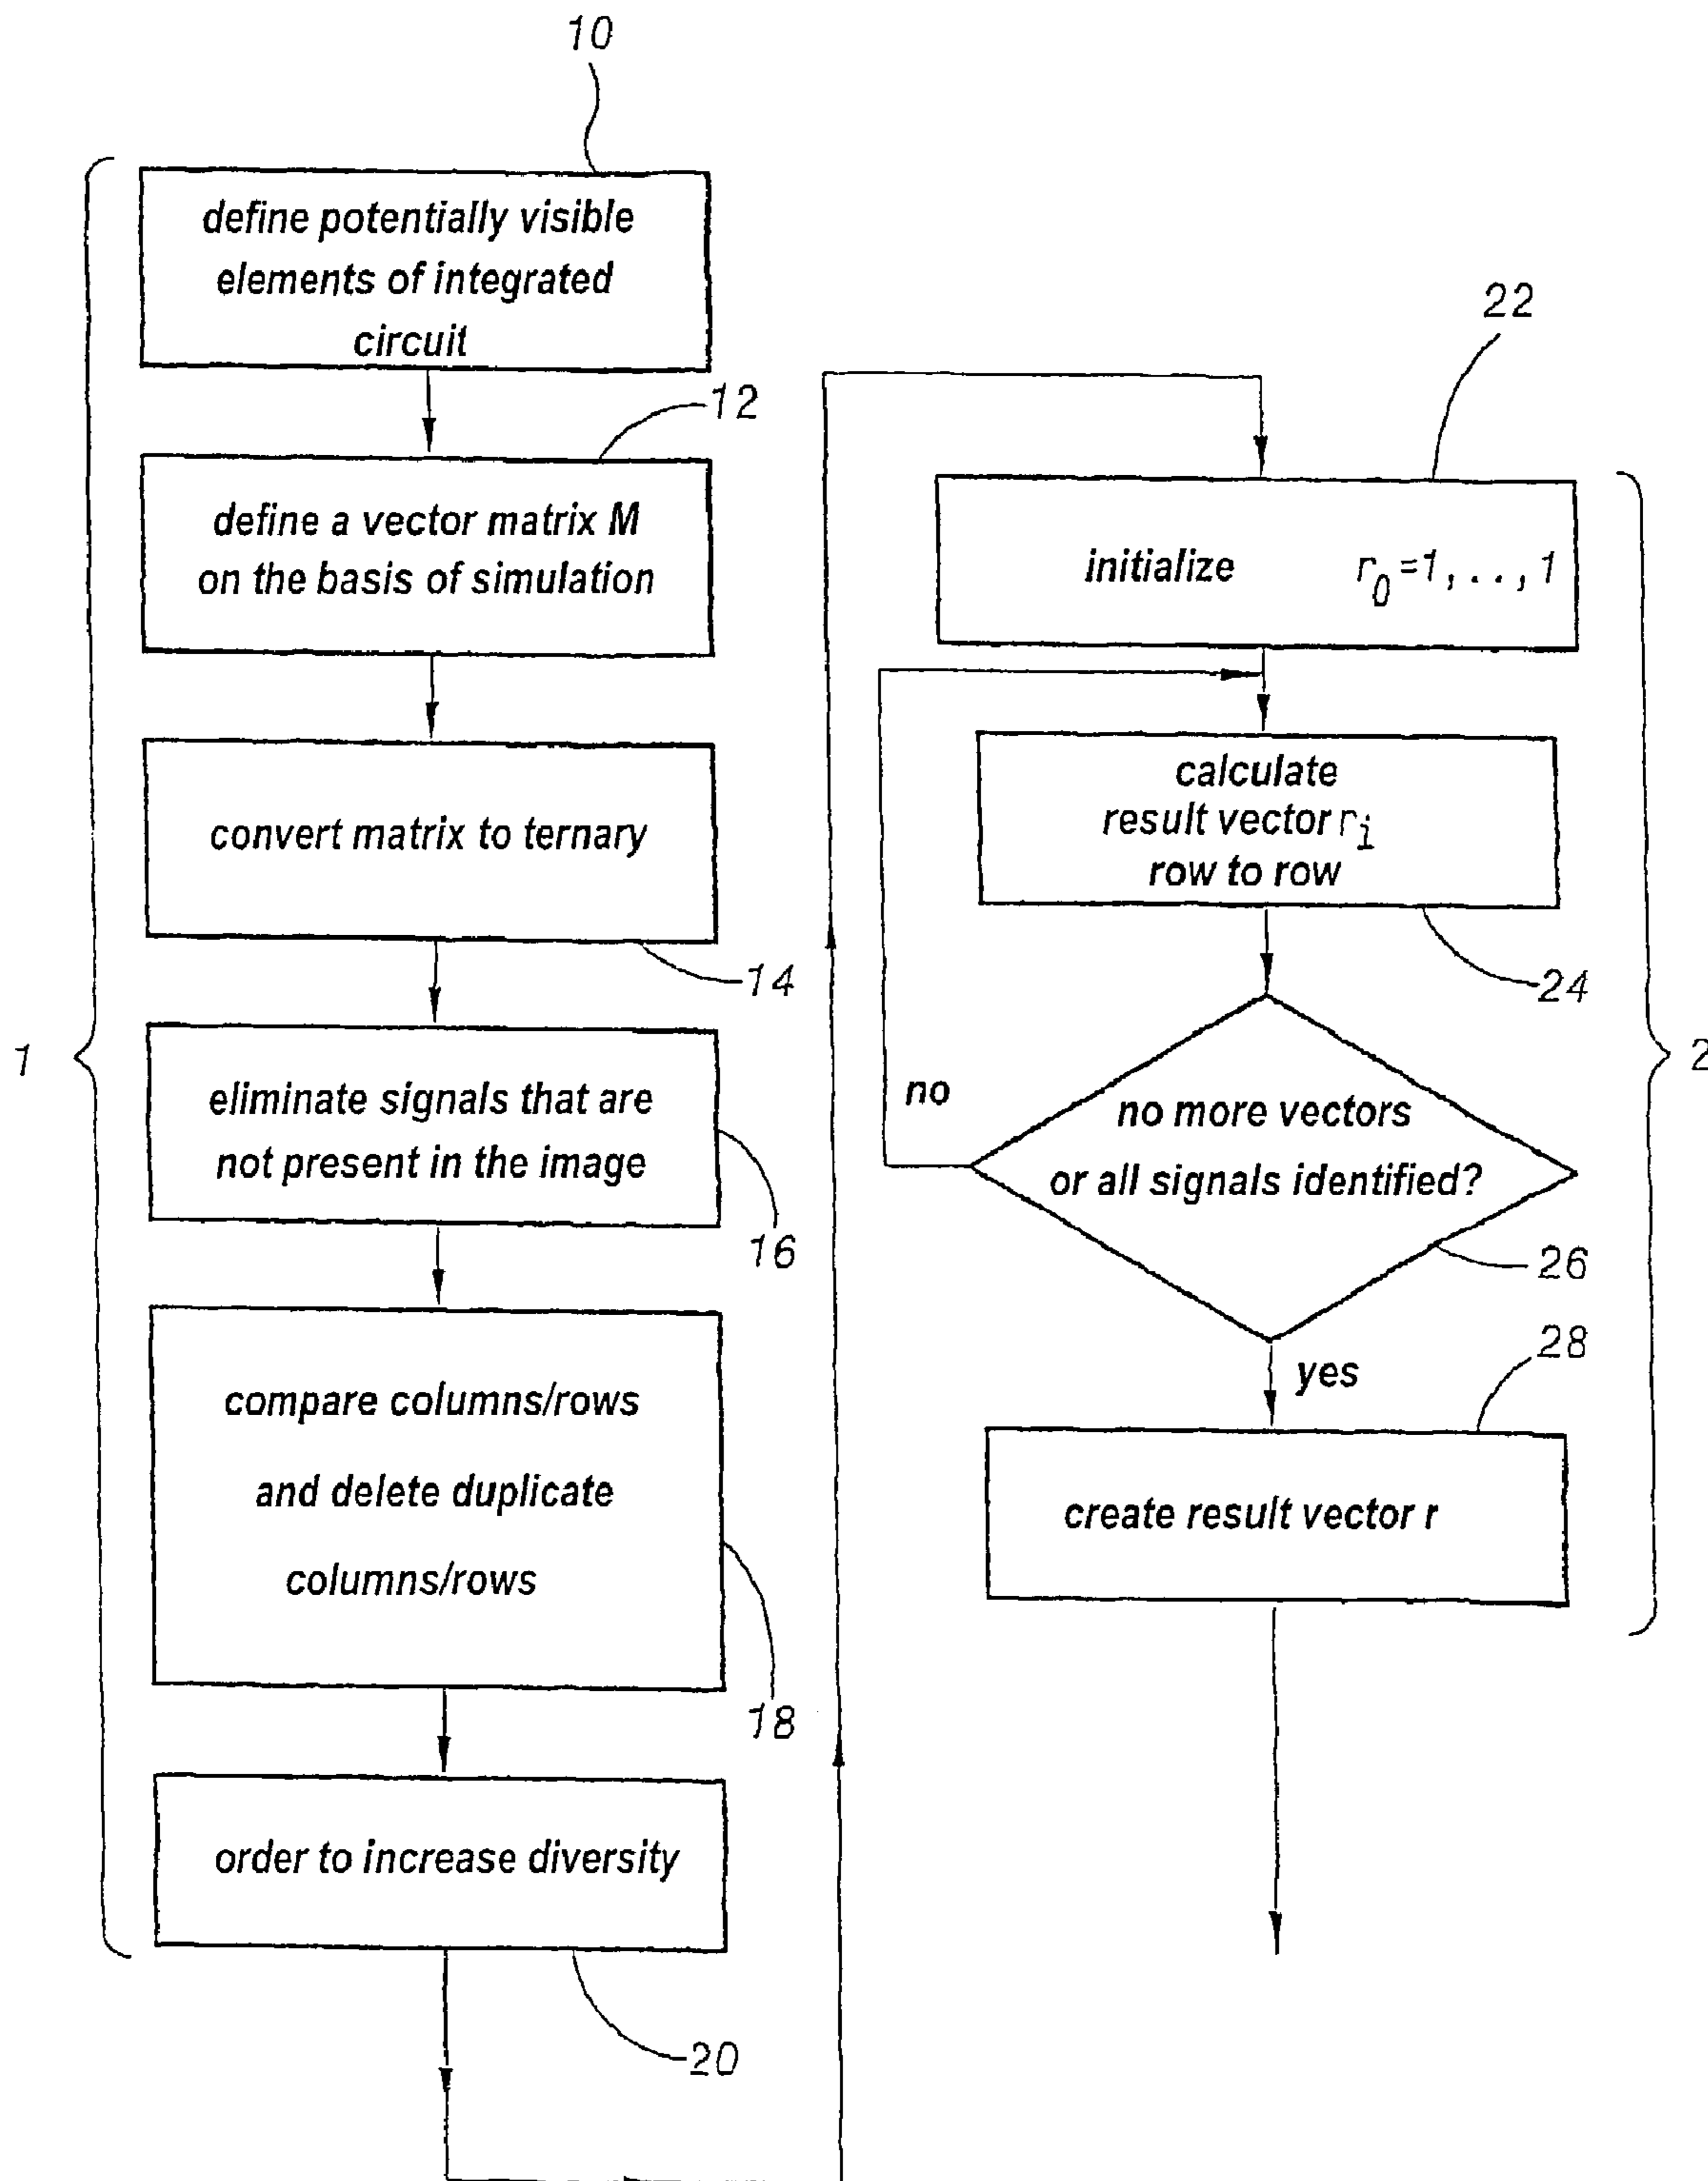 10
define potentially visible
elements of integrated
circuit
12
define a vector matrix M
on the basis of simulation
convert matrix to ternary
14
1
eliminate signals that are
not present in the image
16
compare columns/rows
and delete duplicate
columns/rows
18
order to increase diversity
20
22
initialize r0=1,..,1
calculate
result vector ri
row to row
24
2
no
no more vectors
or all signals identified?
26
yes
28
create result vector r